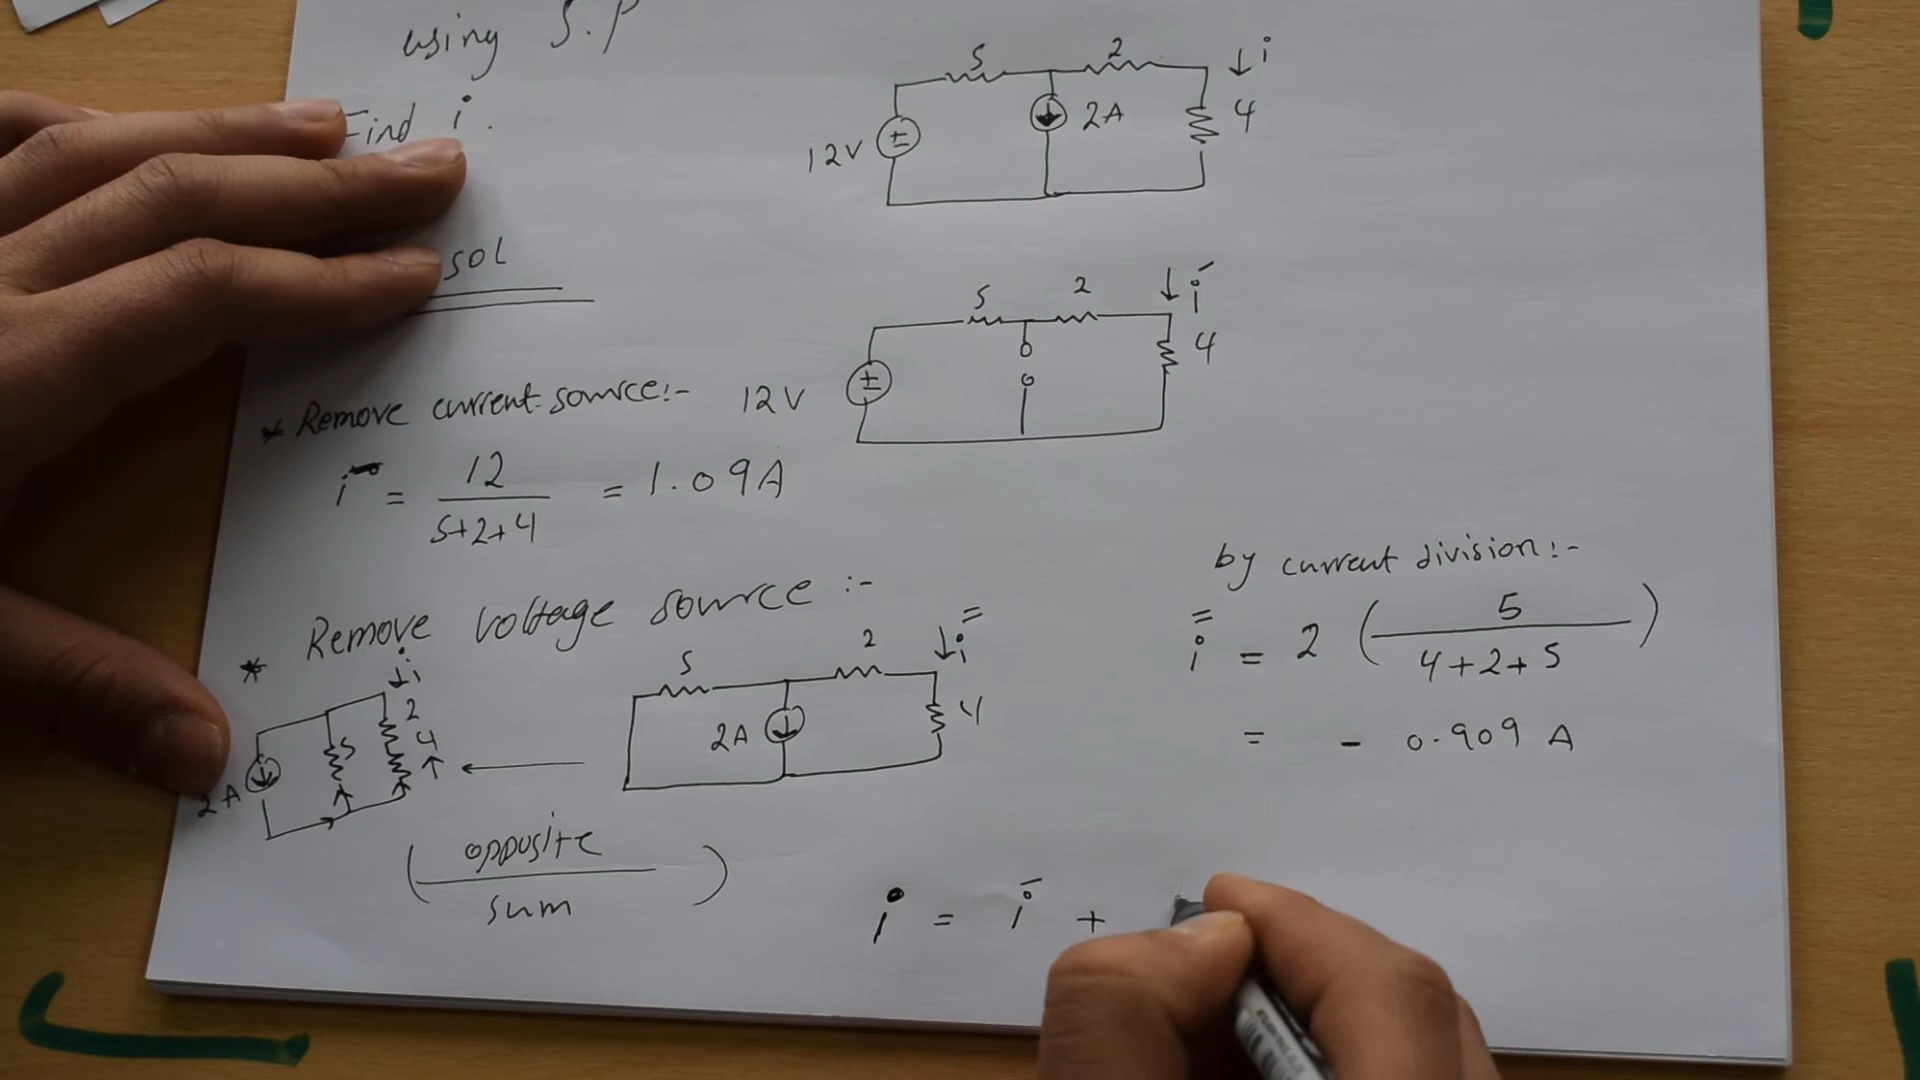 using S.P
Find i.
5 2 i
12V 2A 4
sol
5 2 i̅
4
* Remove current source:- 12V
i̅ = 12 / 5+2+4 = 1.09A
by current division:-
* Remove voltage source :-
i̿ = 2 ( 5 / 4+2+5 )
= - 0.909 A
5 2 i̿
2A 4
i
2
5 4
2A
( opposite / sum )
i = i̅ +